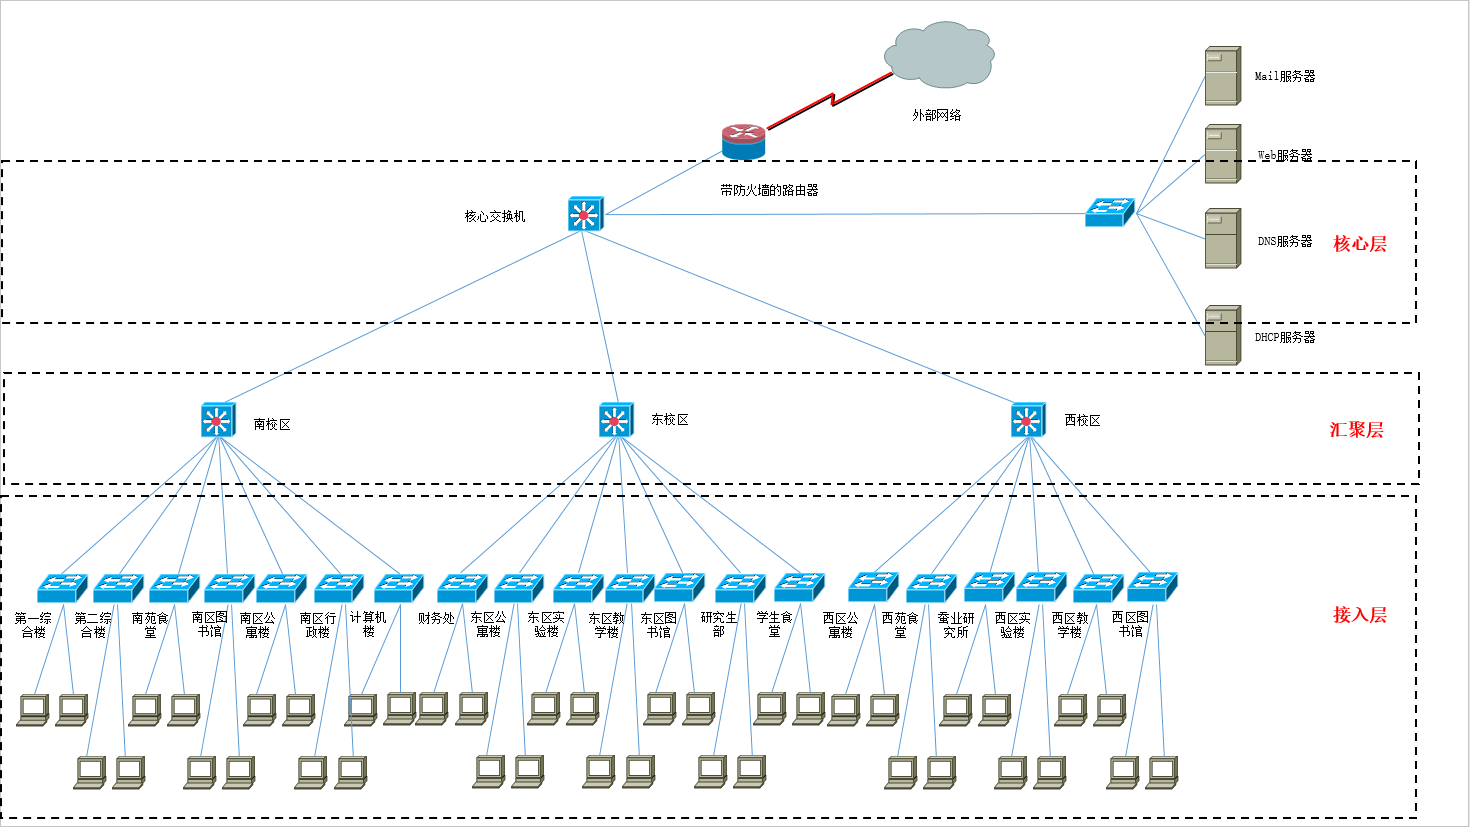 Mail服务器
外部网络
Web服务器
带防火墙的路由器
核心交换机
DNS服务器
核心层
DHCP服务器
南校区
东校区
西校区
汇聚层
第一综
合楼
第二综
合楼
南苑食
堂
南区图
书馆
南区公
寓楼
南区行
政楼
计算机
楼
财务处
东区公
寓楼
东区实
验楼
东区教
学楼
东区图
书馆
研究生
部
学生食
堂
西区公
寓楼
西苑食
堂
蚕业研
究所
西区实
验楼
西区教
学楼
西区图
书馆
接入层